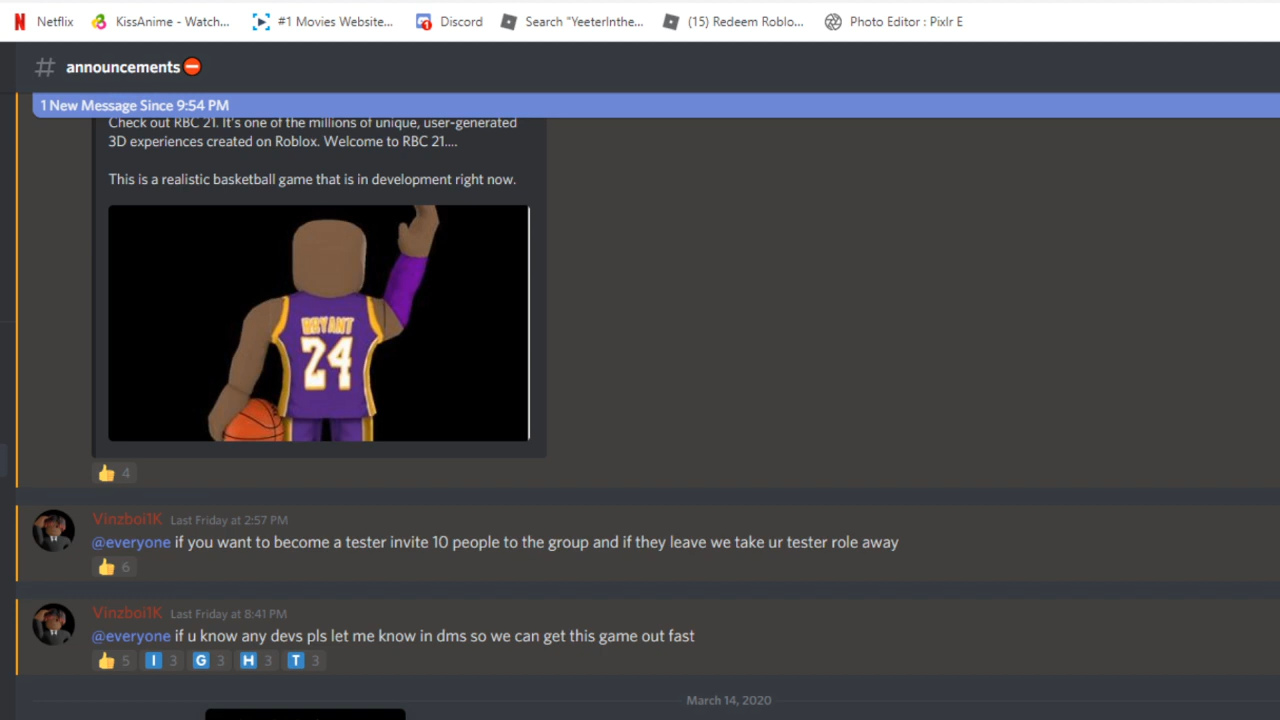 Netflix
KissAnime - Watch...
#1 Movies Website...
Discord
Search "YeeterInthe...
(15) Redeem Roblo...
Photo Editor : Pixlr E
announcements
1 New Message Since 9:54 PM
Check out RBC 21. It's one of the millions of unique, user-generated
3D experiences created on Roblox. Welcome to RBC 21....
This is a realistic basketball game that is in development right now.
BRYANT
24
4
Vinzboi1K Last Friday at 2:57 PM
@everyone if you want to become a tester invite 10 people to the group and if they leave we take ur tester role away
6
Vinzboi1K Last Friday at 8:41 PM
@everyone if u know any devs pls let me know in dms so we can get this game out fast
5 I 3 G 3 H 3 T 3
March 14, 2020